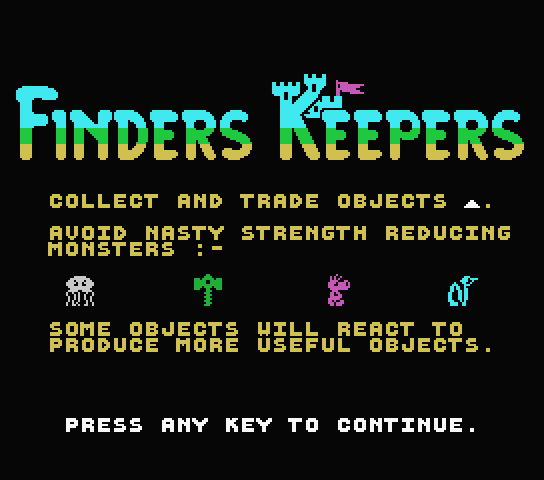 FINDERS KEEPERS
COLLECT AND TRADE OBJECTS .
AVOID NASTY STRENGTH REDUCING
MONSTERS :-
SOME OBJECTS WILL REACT TO
PRODUCE MORE USEFUL OBJECTS.
PRESS ANY KEY TO CONTINUE.